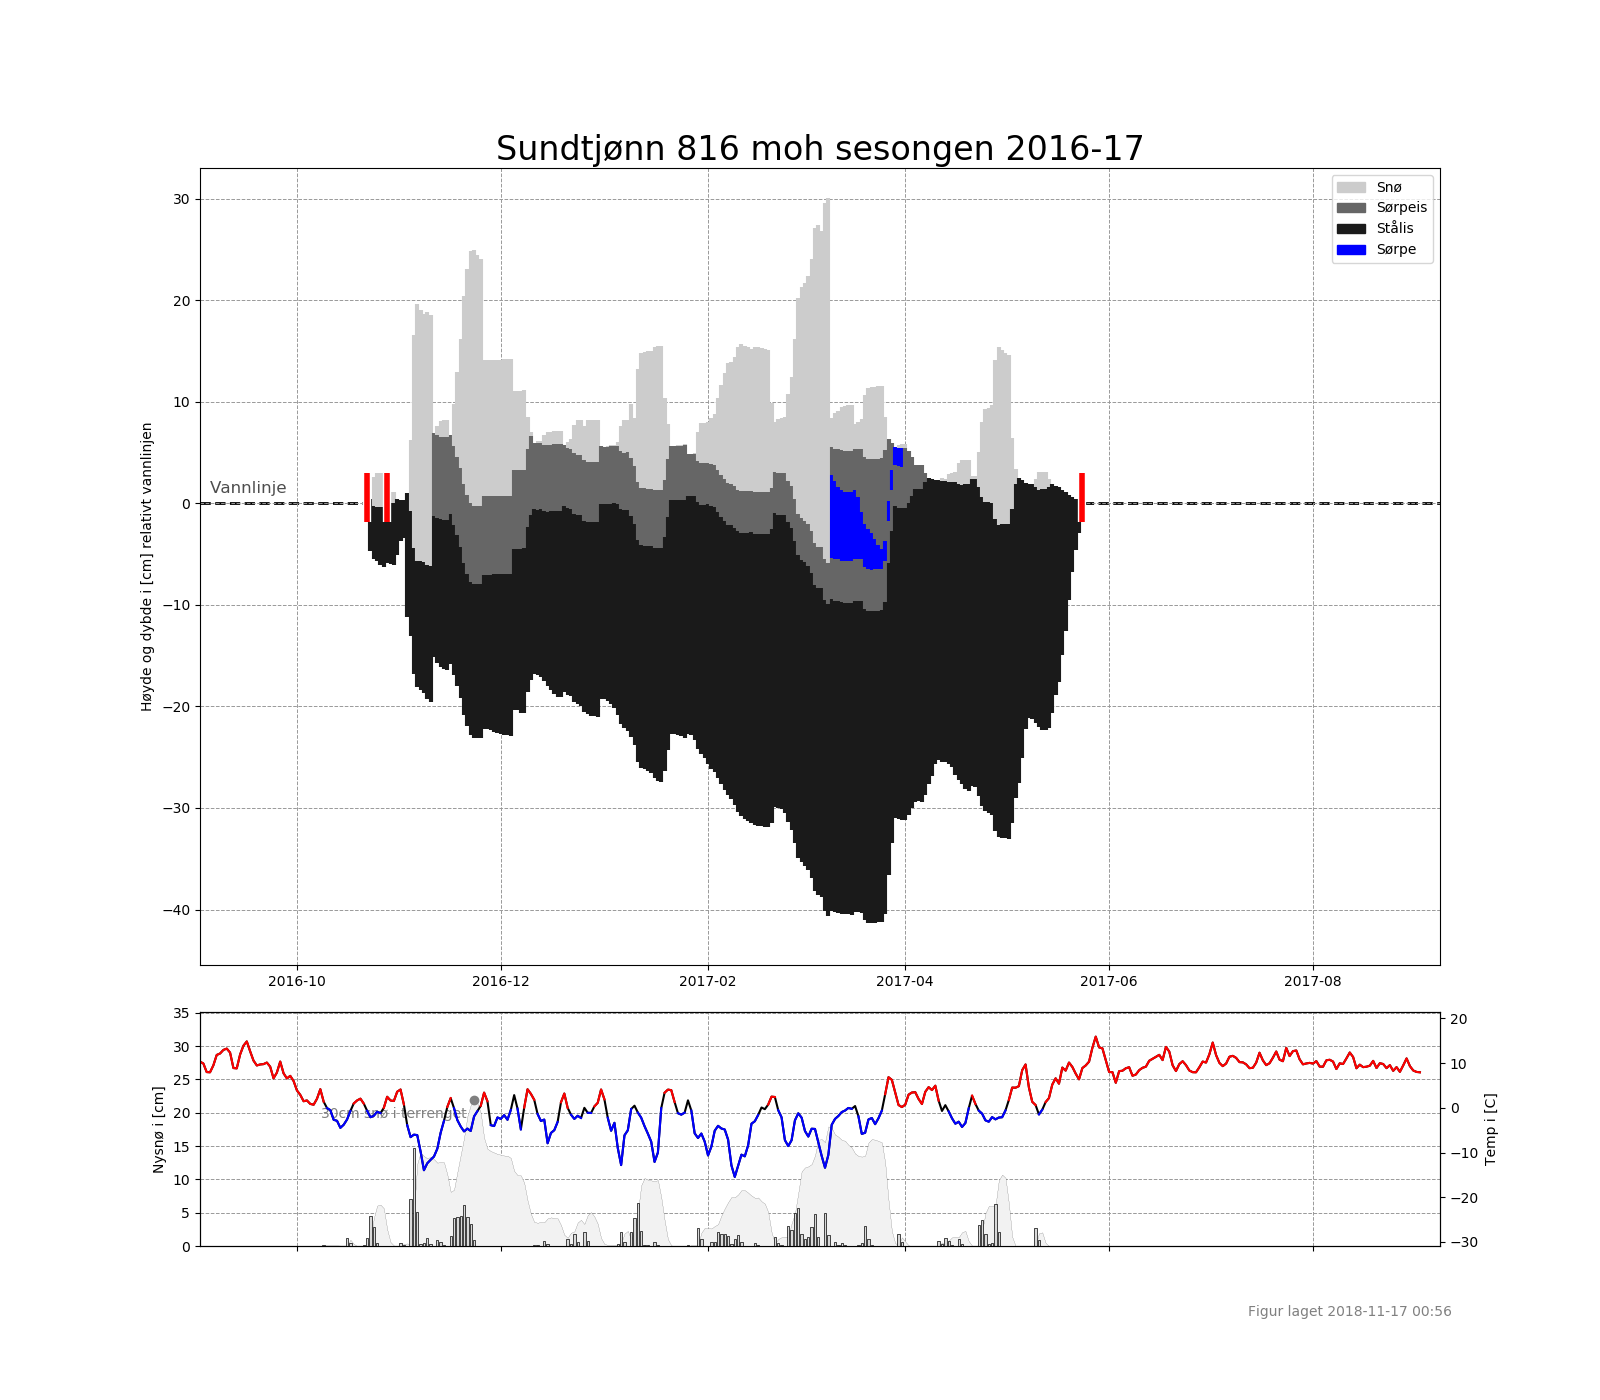 Sundtjønn 816 moh sesongen 2016-17
Høyde og dybde i [cm] relativt vannlinjen
30
20
10
0
−10
−20
−30
−40
Vannlinje
Snø
Sørpeis
Stålis
Sørpe
2016-10 2016-12 2017-02 2017-04 2017-06 2017-08
Nysnø i [cm]
35
30
25
20
15
10
5
0
30cm snø i terrenget
20
10
0
−10
−20
−30
Temp i [C]
Figur laget 2018-11-17 00:56